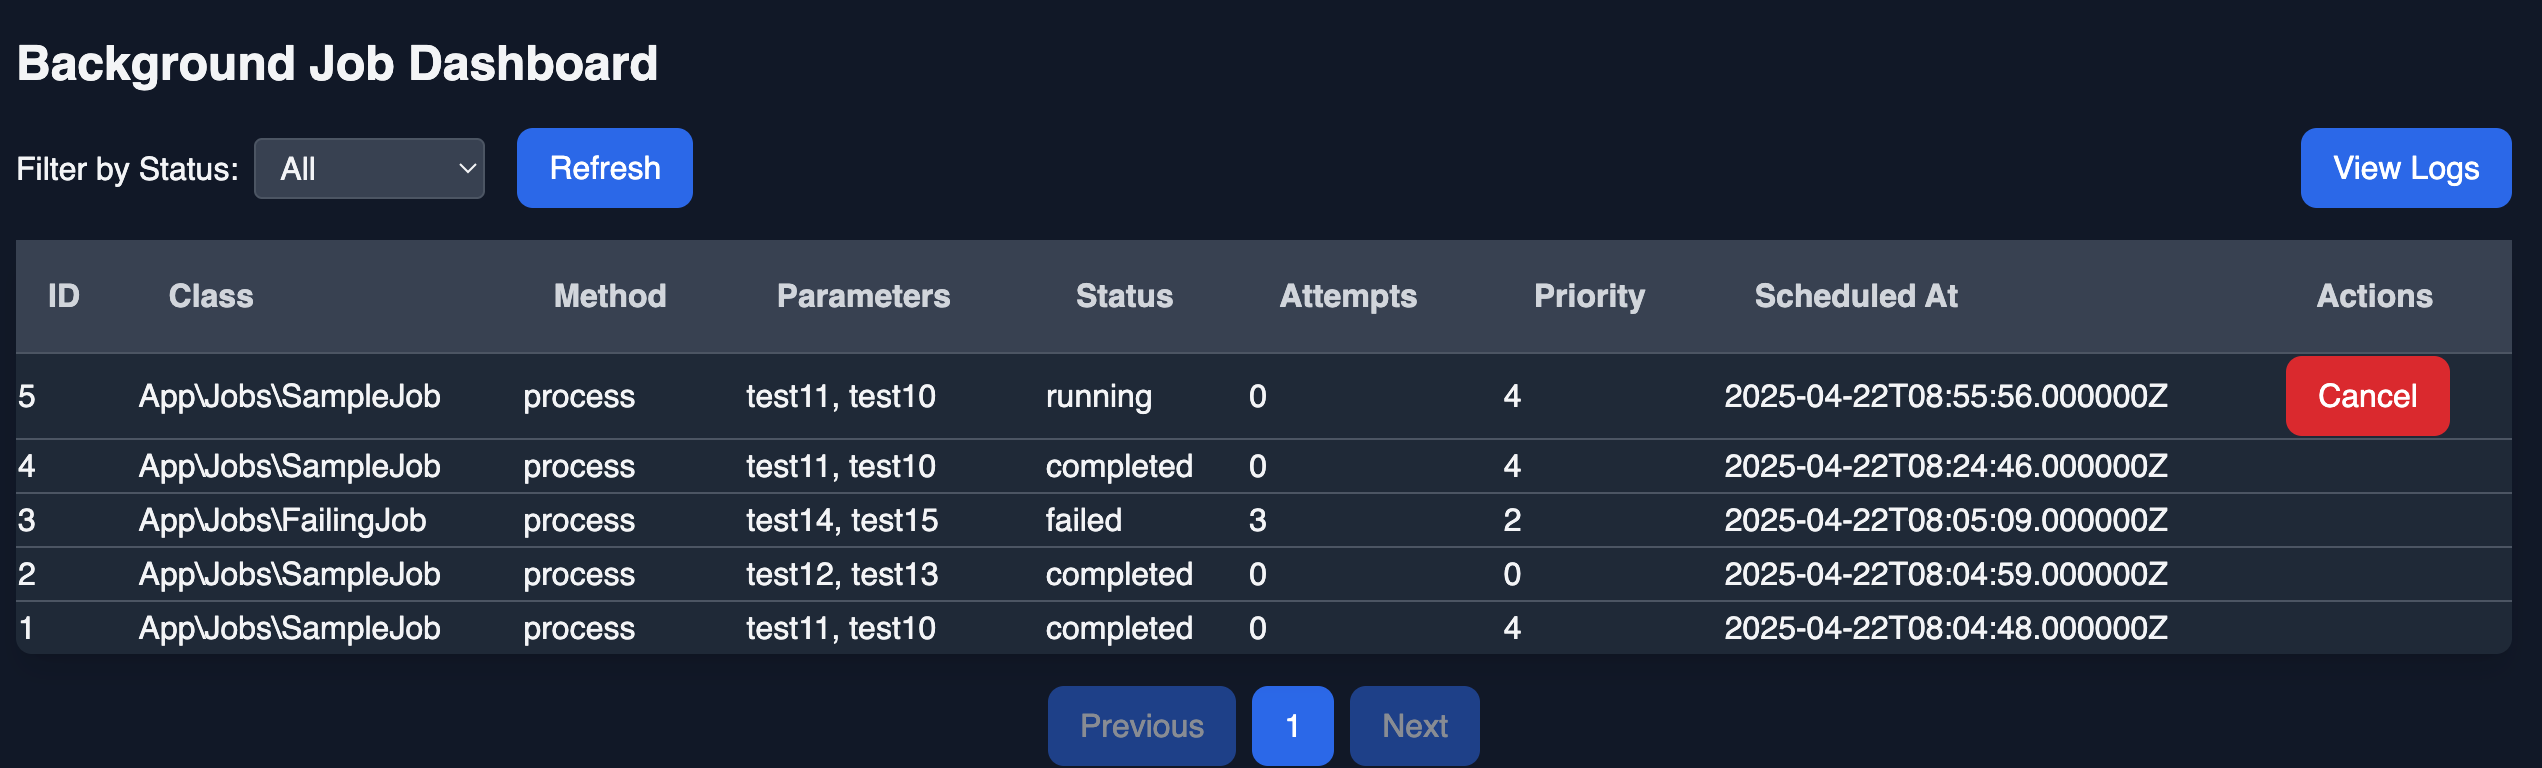 Background Job Dashboard
Filter by Status: All Refresh View Logs
ID Class Method Parameters Status Attempts Priority Scheduled At Actions
5 App\Jobs\SampleJob process test11, test10 running 0 4 2025-04-22T08:55:56.000000Z Cancel
4 App\Jobs\SampleJob process test11, test10 completed 0 4 2025-04-22T08:24:46.000000Z
3 App\Jobs\FailingJob process test14, test15 failed 3 2 2025-04-22T08:05:09.000000Z
2 App\Jobs\SampleJob process test12, test13 completed 0 0 2025-04-22T08:04:59.000000Z
1 App\Jobs\SampleJob process test11, test10 completed 0 4 2025-04-22T08:04:48.000000Z
Previous 1 Next